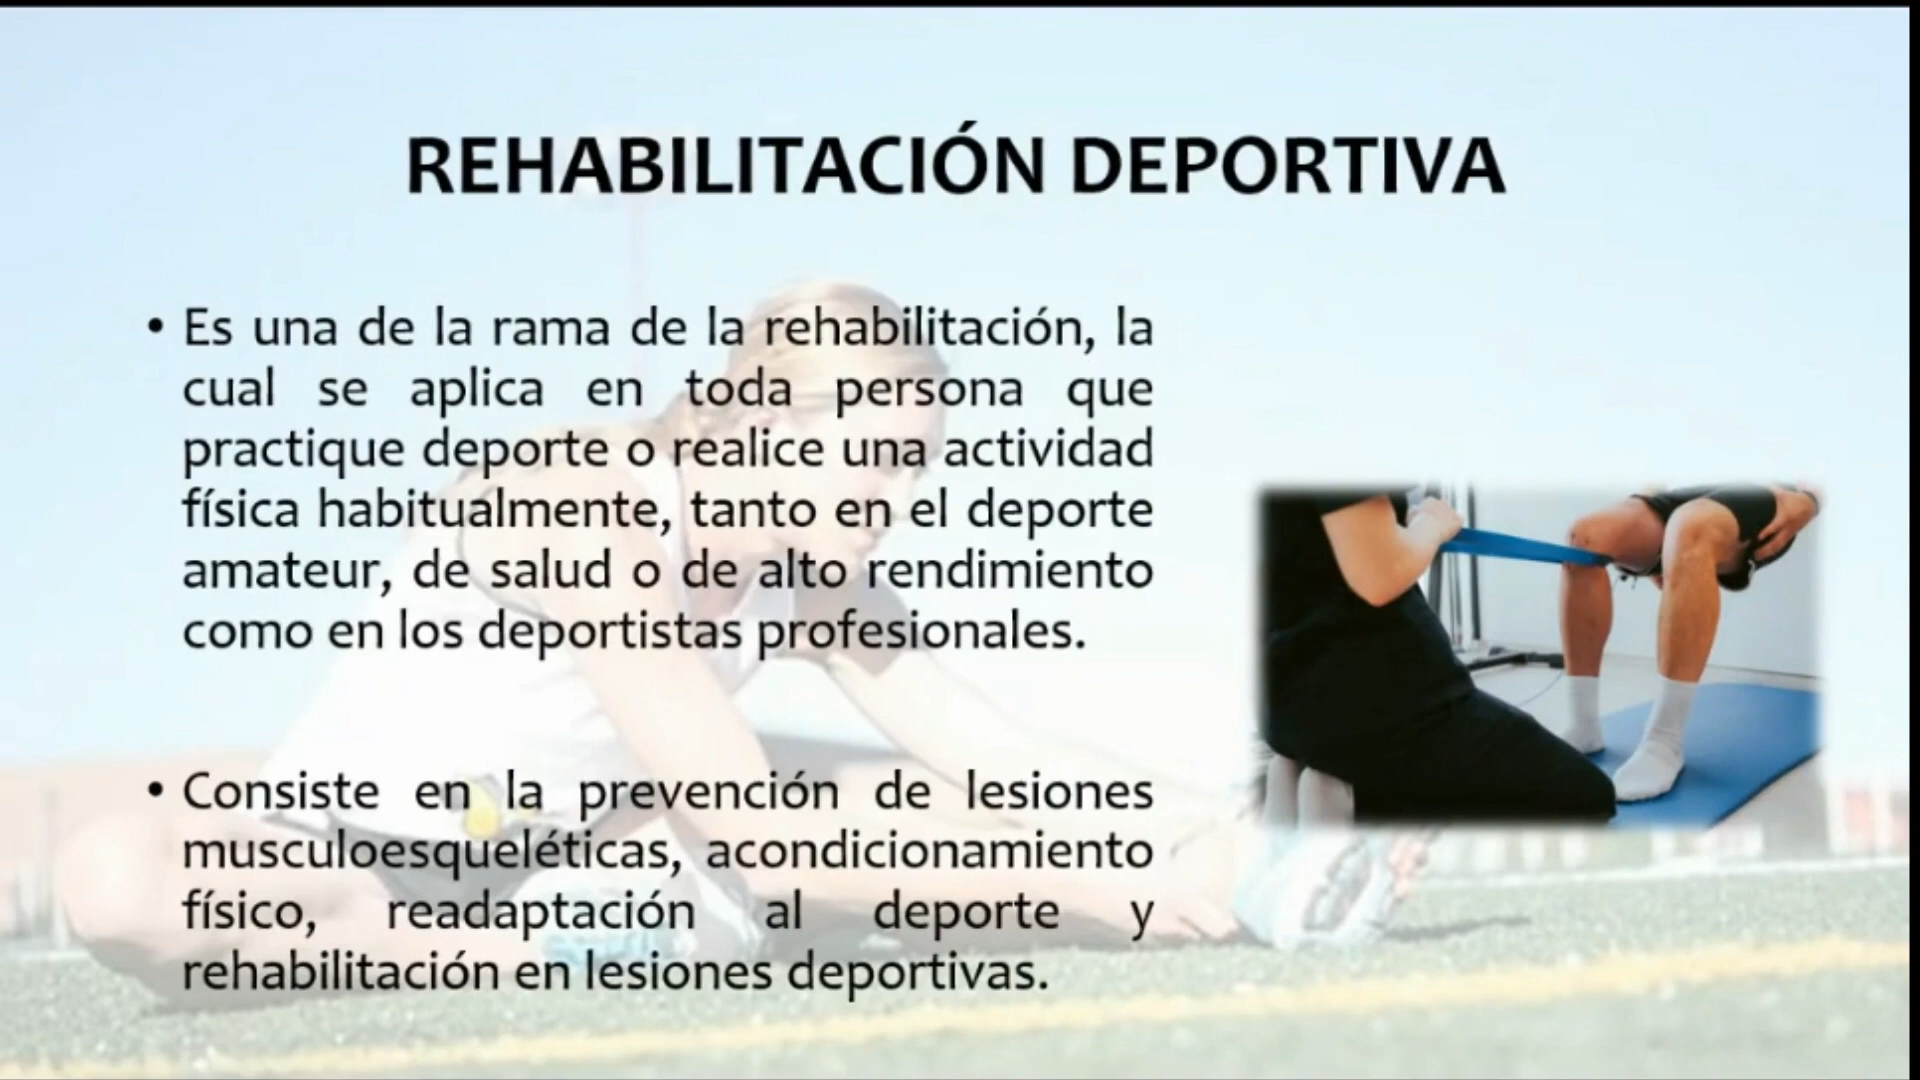 REHABILITACIÓN DEPORTIVA
• Es una de la rama de la rehabilitación, la
cual se aplica en toda persona que
practique deporte o realice una actividad
física habitualmente, tanto en el deporte
amateur, de salud o de alto rendimiento
como en los deportistas profesionales.
• Consiste en la prevención de lesiones
musculoesqueléticas, acondicionamiento
físico, readaptación al deporte y
rehabilitación en lesiones deportivas.